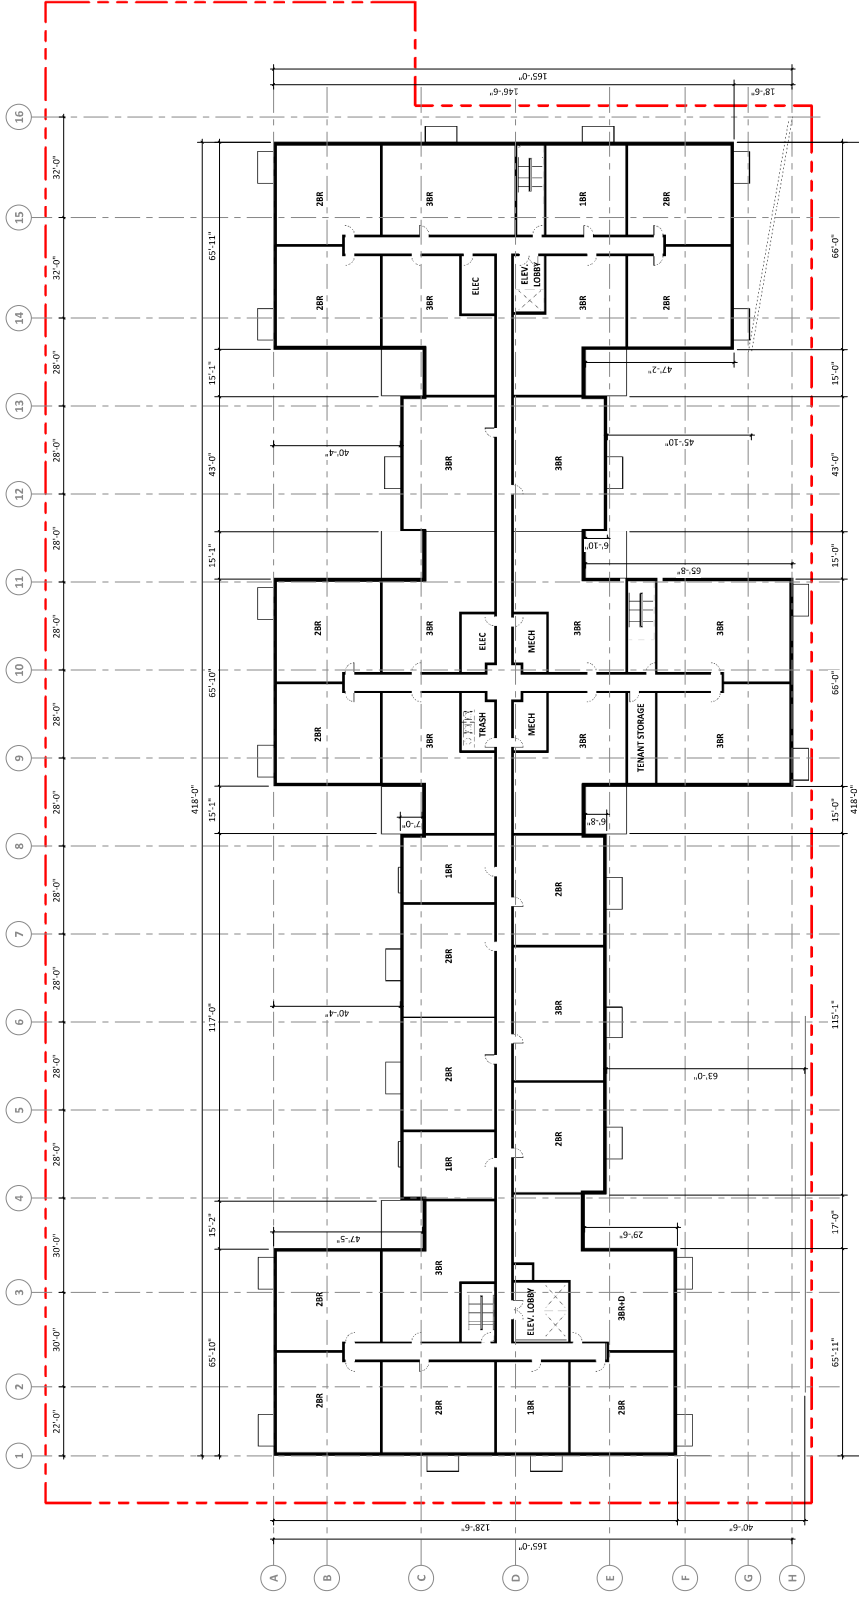 1
2
3
4
5
6
7
8
9
10
11
12
13
14
15
16
22'-0"
30'-0"
30'-0"
28'-0"
28'-0"
28'-0"
28'-0"
28'-0"
28'-0"
28'-0"
28'-0"
28'-0"
28'-0"
32'-0"
32'-0"
418'-0"
65'-10"
15'-2"
117'-0"
15'-1"
65'-10"
15'-1"
43'-0"
15'-1"
65'-11"
A
B
C
D
E
F
G
H
165'-0"
128'-6"
40'-6"
2BR
2BR
2BR
2BR
2BR
2BR
47'-5"
40'-4"
7'-0"
40'-4"
2BR
3BR
1BR
2BR
2BR
1BR
3BR
3BR
3BR
3BR
3BR
TRASH
ELEC
ELEC
1BR
ELEV. LOBBY
MECH
MECH
ELEV.
LOBBY
2BR
3BR
3BR
3BR
3BR
3BR
1BR
2BR
3BR+D
2BR
TENANT STORAGE
2BR
2BR
29'-6"
6'-8"
6'-10"
3BR
3BR
47'-2"
63'-0"
65'-8"
45'-10"
165'-0"
146'-6"
18'-6"
65'-11"
17'-0"
115'-1"
15'-0"
66'-0"
15'-0"
43'-0"
15'-0"
66'-0"
418'-0"
2BR
3BR
2BR